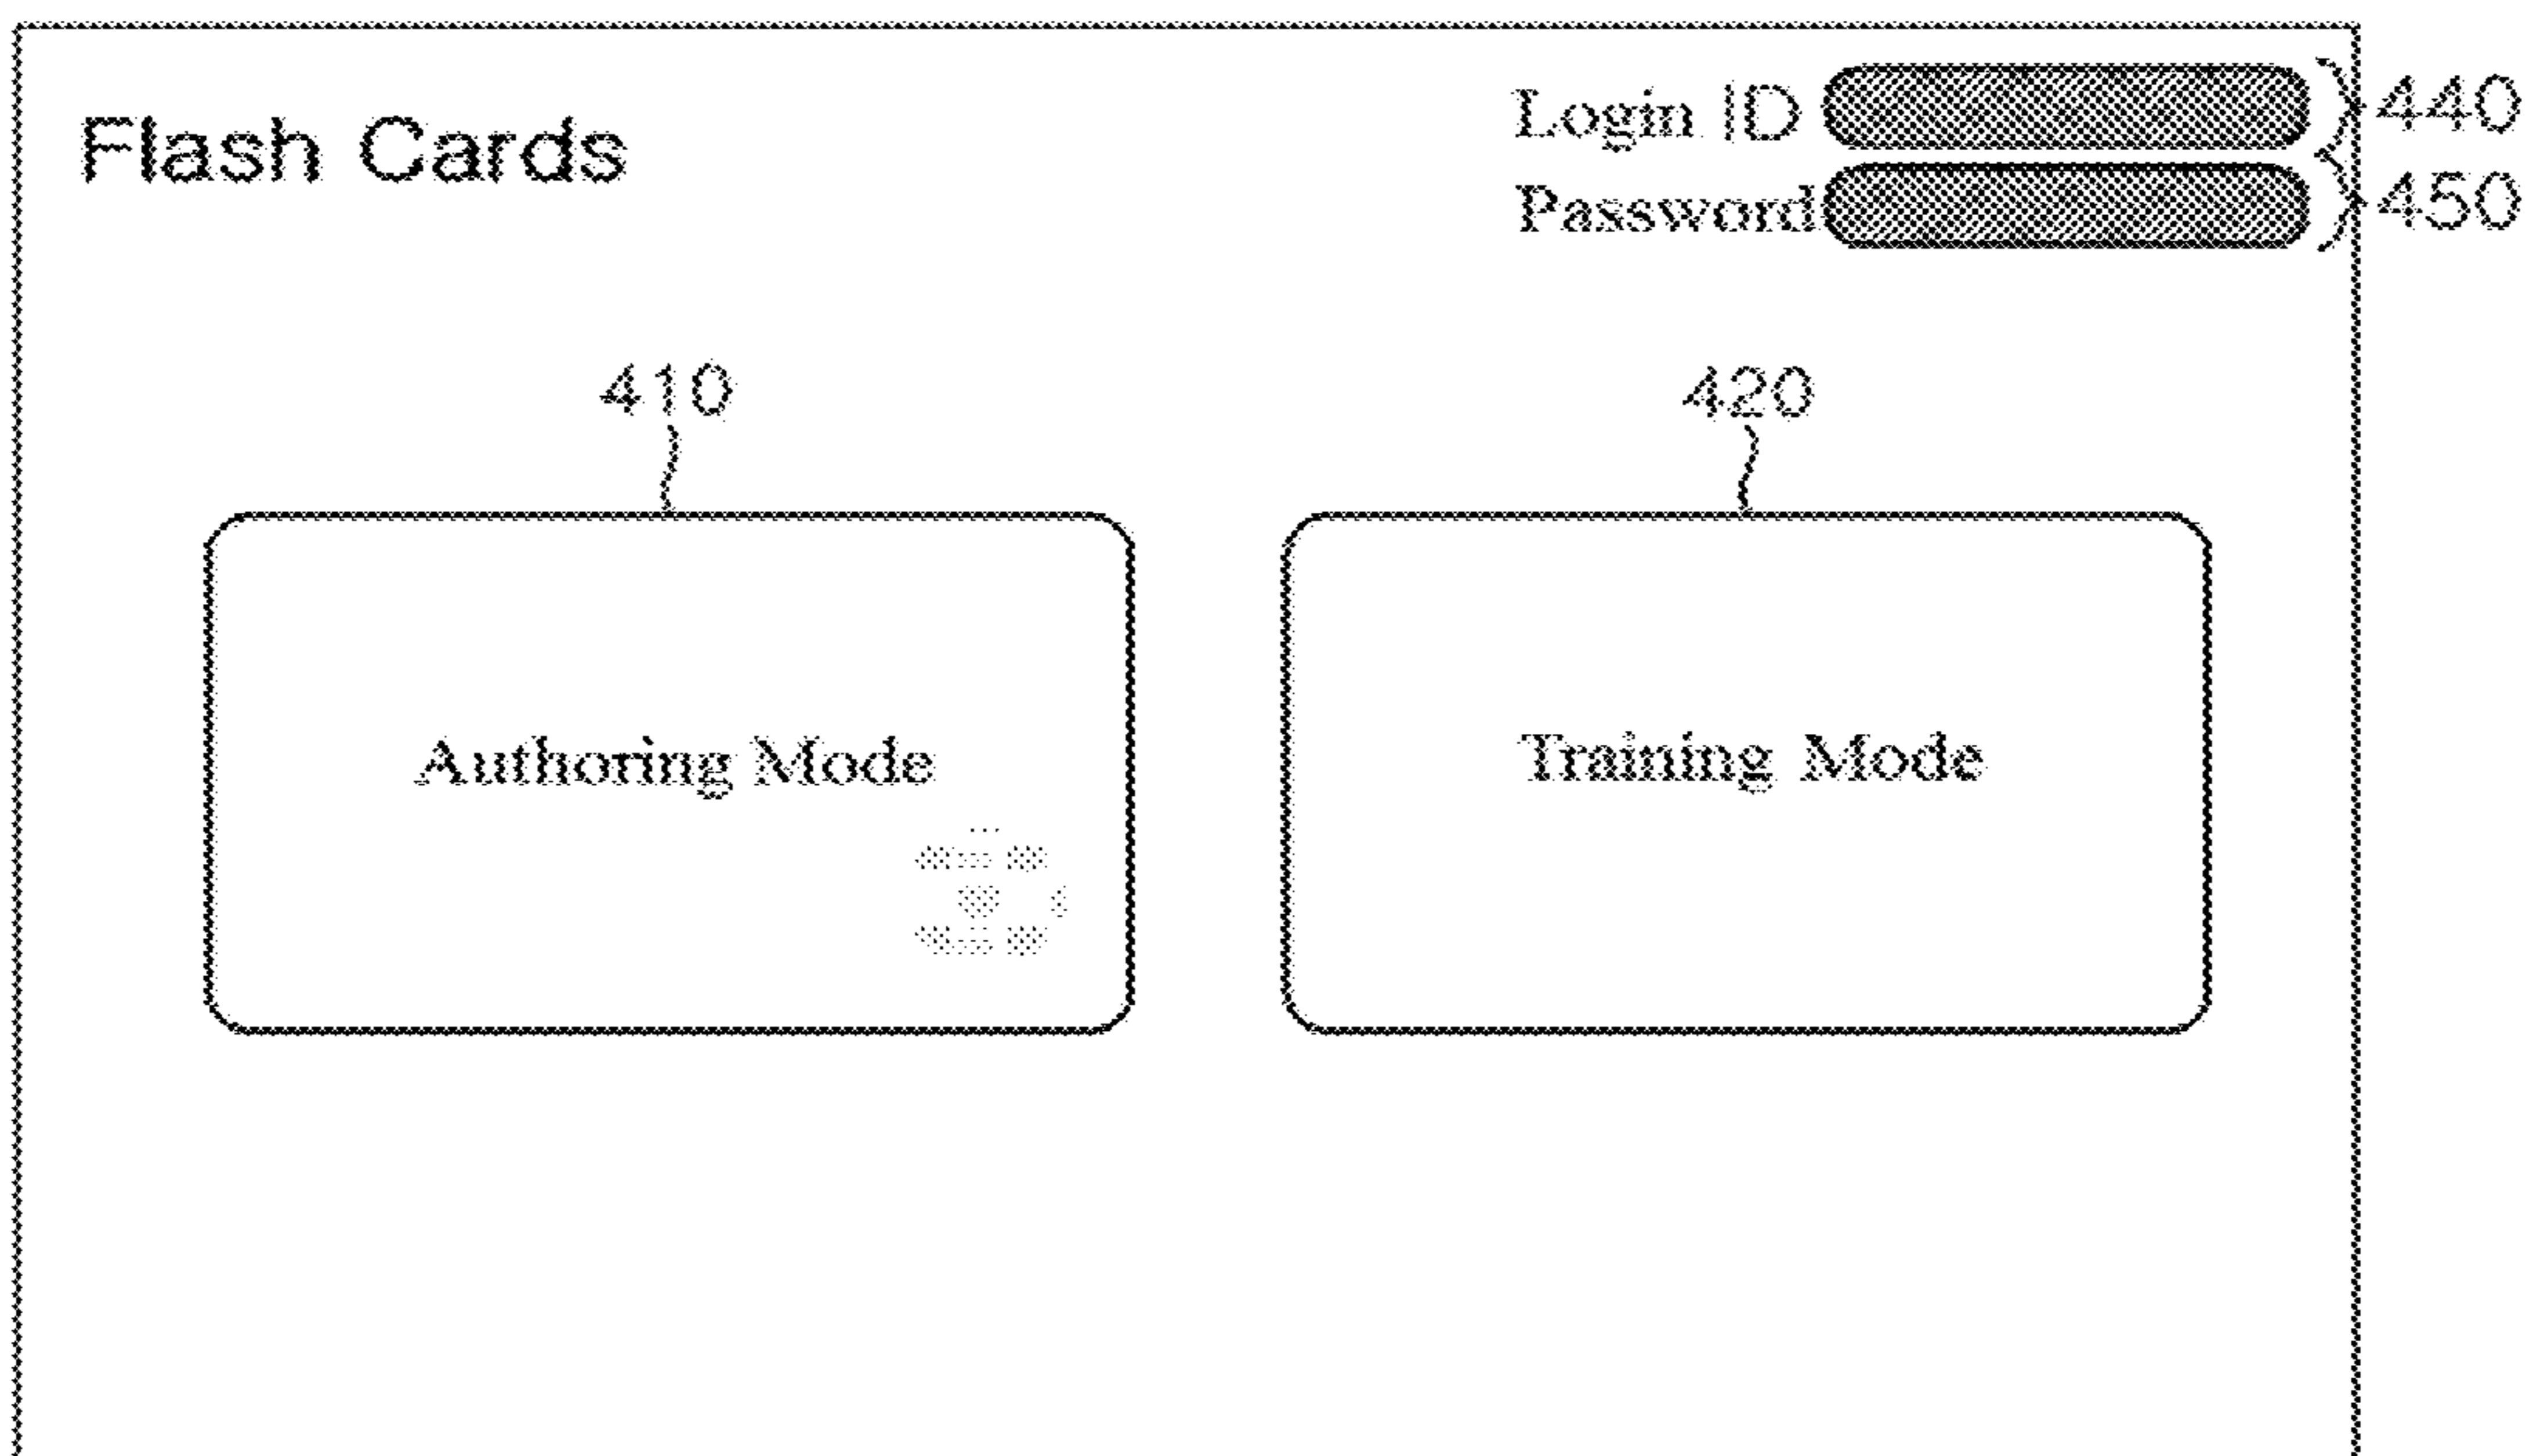 Flash Cards
Login ID 440
Password 450
410
420
Authoring Mode
Training Mode